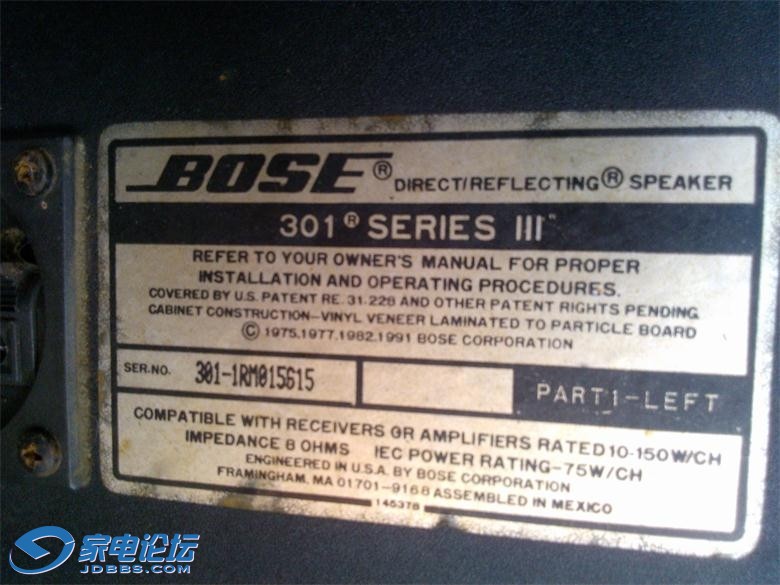 BOSE® DIRECT/REFLECTING® SPEAKER
301® SERIES III™
REFER TO YOUR OWNER'S MANUAL FOR PROPER
INSTALLATION AND OPERATING PROCEDURES.
COVERED BY U.S. PATENT RE. 31,228 AND OTHER PATENT RIGHTS PENDING.
CABINET CONSTRUCTION—VINYL VENEER LAMINATED TO PARTICLE BOARD
© 1975,1977,1982,1991 BOSE CORPORATION
SER.NO. 301-1RM015615
PART 1-LEFT
COMPATIBLE WITH RECEIVERS OR AMPLIFIERS RATED 10-150W/CH
IMPEDANCE 8 OHMS IEC POWER RATING-75W/CH
ENGINEERED IN U.S.A. BY BOSE CORPORATION
FRAMINGHAM, MA 01701-9168 ASSEMBLED IN MEXICO
145378
家电论坛
JDBBS.COM